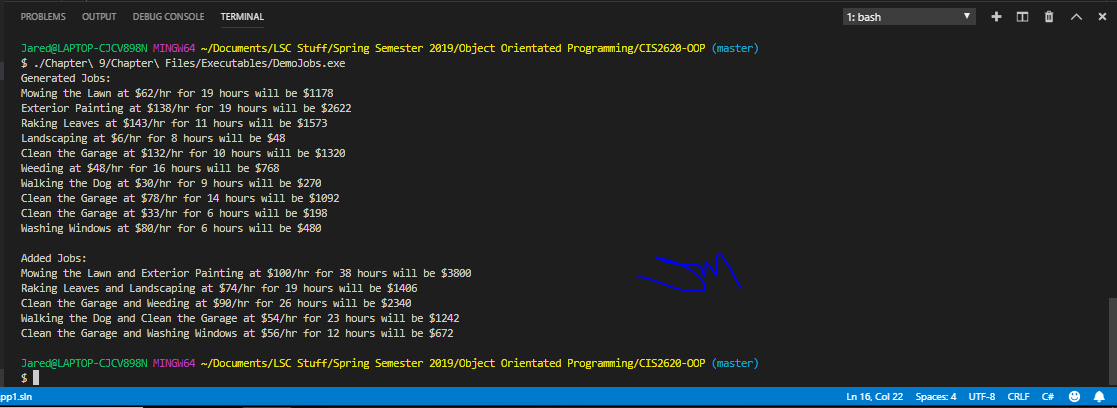 PROBLEMS OUTPUT DEBUG CONSOLE TERMINAL 1: bash
Jared@LAPTOP-CJCV898N MINGW64 ~/Documents/LSC Stuff/Spring Semester 2019/Object Orientated Programming/CIS2620-OOP (master)
$ ./Chapter\ 9/Chapter\ Files/Executables/DemoJobs.exe
Generated Jobs:
Mowing the Lawn at $62/hr for 19 hours will be $1178
Exterior Painting at $138/hr for 19 hours will be $2622
Raking Leaves at $143/hr for 11 hours will be $1573
Landscaping at $6/hr for 8 hours will be $48
Clean the Garage at $132/hr for 10 hours will be $1320
Weeding at $48/hr for 16 hours will be $768
Walking the Dog at $30/hr for 9 hours will be $270
Clean the Garage at $78/hr for 14 hours will be $1092
Clean the Garage at $33/hr for 6 hours will be $198
Washing Windows at $80/hr for 6 hours will be $480
Added Jobs:
Mowing the Lawn and Exterior Painting at $100/hr for 38 hours will be $3800
Raking Leaves and Landscaping at $74/hr for 19 hours will be $1406
Clean the Garage and Weeding at $90/hr for 26 hours will be $2340
Walking the Dog and Clean the Garage at $54/hr for 23 hours will be $1242
Clean the Garage and Washing Windows at $56/hr for 12 hours will be $672
Jared@LAPTOP-CJCV898N MINGW64 ~/Documents/LSC Stuff/Spring Semester 2019/Object Orientated Programming/CIS2620-OOP (master)
$
pp1.sln Ln 16, Col 22 Spaces: 4 UTF-8 CRLF C#